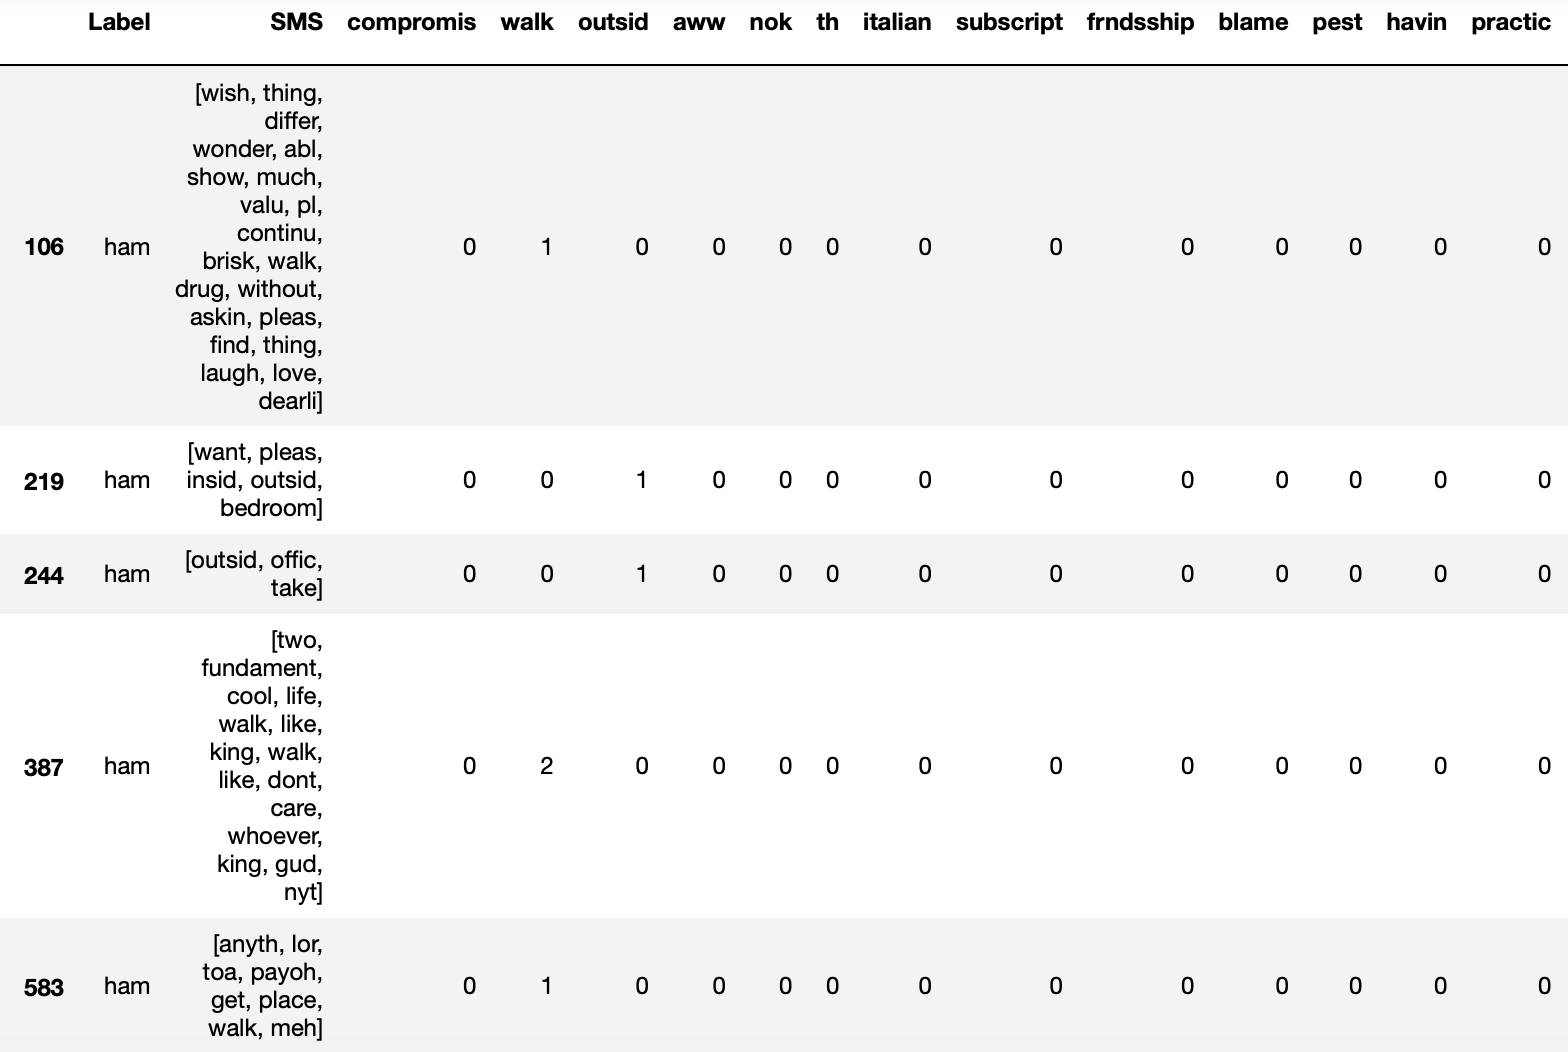 Label SMS compromis walk outsid aww nok th italian subscript frndsship blame pest havin practic
[wish, thing,
differ,
wonder, abl,
show, much,
valu, pl,
continu,
106 ham brisk, walk, 0 1 0 0 0 0 0 0 0 0 0 0 0
drug, without,
askin, pleas,
find, thing,
laugh, love,
dearli]
[want, pleas,
219 ham insid, outsid, 0 0 1 0 0 0 0 0 0 0 0 0 0
bedroom]
244 ham [outsid, offic, 0 0 1 0 0 0 0 0 0 0 0 0 0
take]
[two,
fundament,
cool, life,
walk, like,
387 ham king, walk, 0 2 0 0 0 0 0 0 0 0 0 0 0
like, dont,
care,
whoever,
king, gud,
nyt]
[anyth, lor,
583 ham toa, payoh, 0 1 0 0 0 0 0 0 0 0 0 0 0
get, place,
walk, meh]